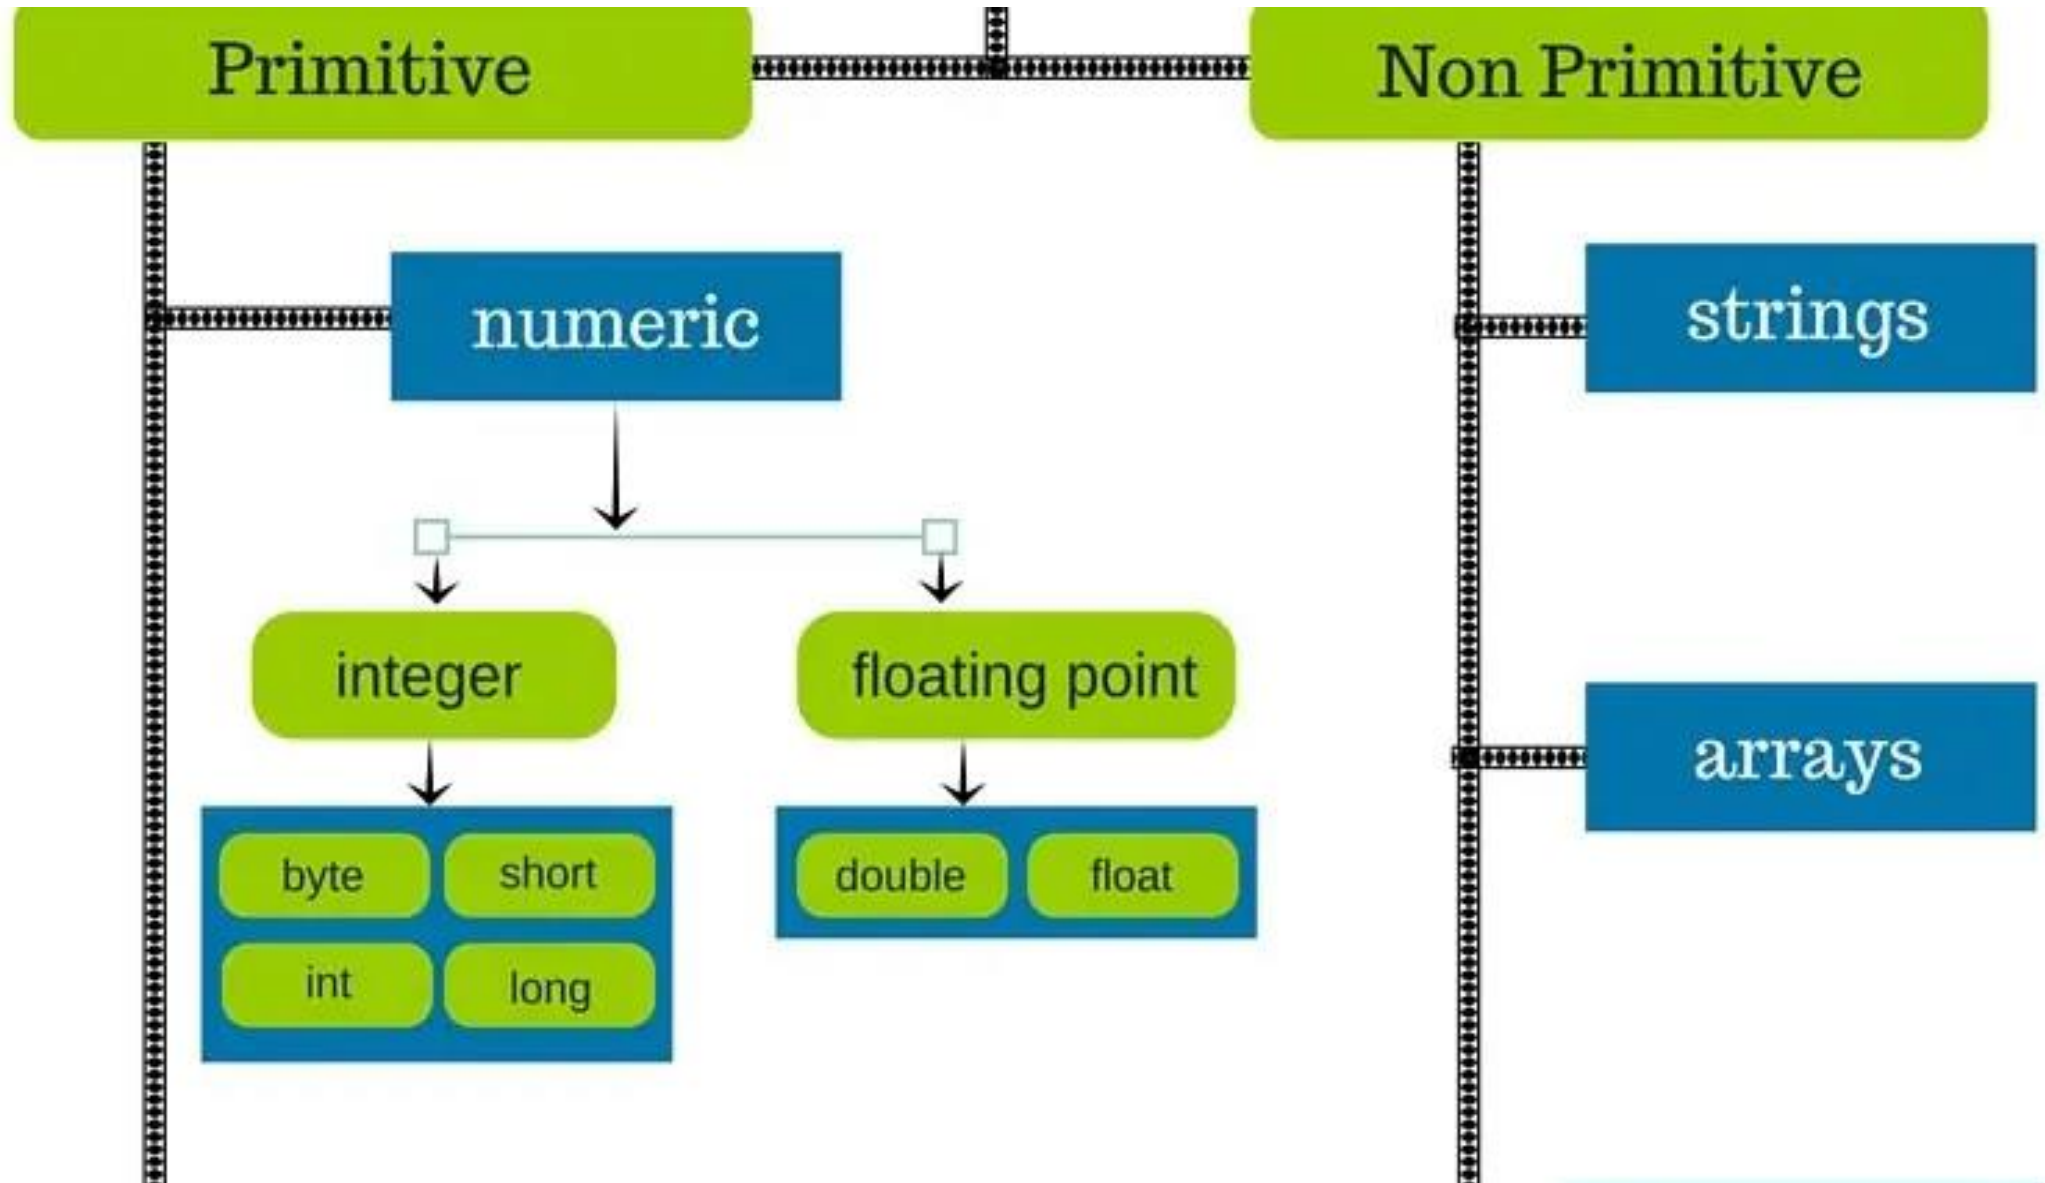 Primitive
Non Primitive
numeric
strings
integer
floating point
arrays
byte
short
double
float
int
long